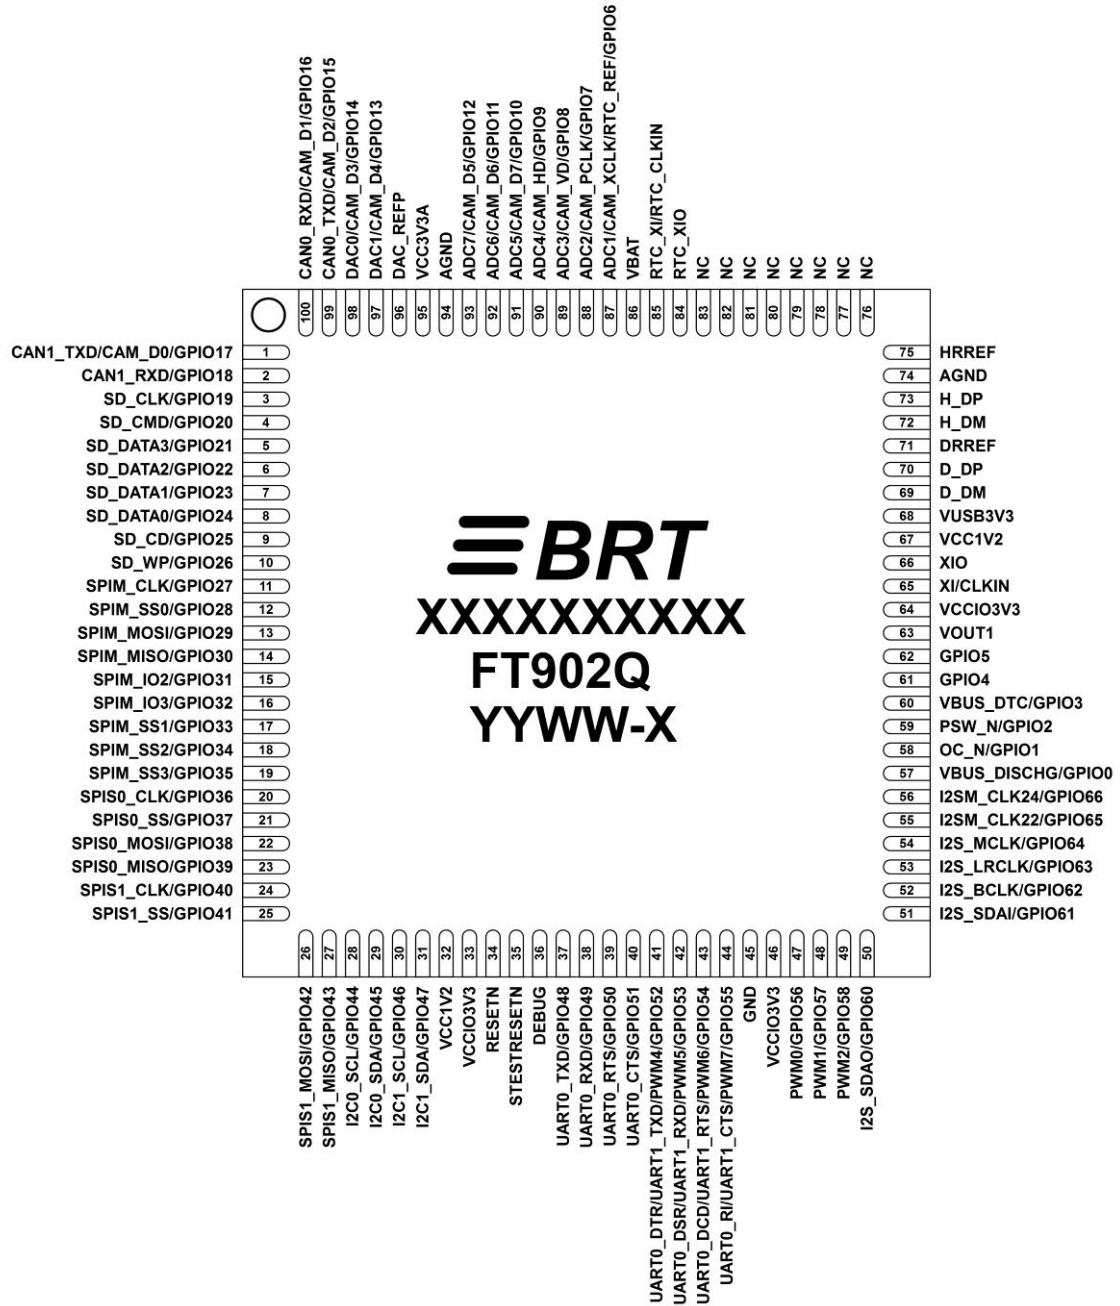 CAN0_RXD/CAM_D1/GPIO16
CAN0_TXD/CAM_D2/GPIO15
DAC0/CAM_D3/GPIO14
DAC1/CAM_D4/GPIO13
DAC_REFP
VCC3V3A
AGND
ADC7/CAM_D5/GPIO12
ADC6/CAM_D6/GPIO11
ADC5/CAM_D7/GPIO10
ADC4/CAM_HD/GPIO9
ADC3/CAM_VD/GPIO8
ADC2/CAM_PCLK/GPIO7
ADC1/CAM_XCLK/RTC_REF/GPIO6
VBAT
RTC_XI/RTC_CLKIN
RTC_XIO
NC
NC
NC
NC
NC
NC
NC
NC
100
99
98
97
96
95
94
93
92
91
90
89
88
87
86
85
84
83
82
81
80
79
78
77
76
CAN1_TXD/CAM_D0/GPIO17 1
CAN1_RXD/GPIO18 2
SD_CLK/GPIO19 3
SD_CMD/GPIO20 4
SD_DATA3/GPIO21 5
SD_DATA2/GPIO22 6
SD_DATA1/GPIO23 7
SD_DATA0/GPIO24 8
SD_CD/GPIO25 9
SD_WP/GPIO26 10
SPIM_CLK/GPIO27 11
SPIM_SS0/GPIO28 12
SPIM_MOSI/GPIO29 13
SPIM_MISO/GPIO30 14
SPIM_IO2/GPIO31 15
SPIM_IO3/GPIO32 16
SPIM_SS1/GPIO33 17
SPIM_SS2/GPIO34 18
SPIM_SS3/GPIO35 19
SPIS0_CLK/GPIO36 20
SPIS0_SS/GPIO37 21
SPIS0_MOSI/GPIO38 22
SPIS0_MISO/GPIO39 23
SPIS1_CLK/GPIO40 24
SPIS1_SS/GPIO41 25
BRT
XXXXXXXXXX
FT902Q
YYWW-X
75 HRREF
74 AGND
73 H_DP
72 H_DM
71 DRREF
70 D_DP
69 D_DM
68 VUSB3V3
67 VCC1V2
66 XIO
65 XI/CLKIN
64 VCCIO3V3
63 VOUT1
62 GPIO5
61 GPIO4
60 VBUS_DTC/GPIO3
59 PSW_N/GPIO2
58 OC_N/GPIO1
57 VBUS_DISCHG/GPIO0
56 I2SM_CLK24/GPIO66
55 I2SM_CLK22/GPIO65
54 I2S_MCLK/GPIO64
53 I2S_LRCLK/GPIO63
52 I2S_BCLK/GPIO62
51 I2S_SDAI/GPIO61
26
27
28
29
30
31
32
33
34
35
36
37
38
39
40
41
42
43
44
45
46
47
48
49
50
SPIS1_MOSI/GPIO42
SPIS1_MISO/GPIO43
I2C0_SCL/GPIO44
I2C0_SDA/GPIO45
I2C1_SCL/GPIO46
I2C1_SDA/GPIO47
VCC1V2
VCCIO3V3
RESETN
STESTRESETN
DEBUG
UART0_TXD/GPIO48
UART0_RXD/GPIO49
UART0_RTS/GPIO50
UART0_CTS/GPIO51
UART0_DTR/UART1_TXD/PWM4/GPIO52
UART0_DSR/UART1_RXD/PWM5/GPIO53
UART0_DCD/UART1_RTS/PWM6/GPIO54
UART0_RI/UART1_CTS/PWM7/GPIO55
GND
VCCIO3V3
PWM0/GPIO56
PWM1/GPIO57
PWM2/GPIO58
I2S_SDAO/GPIO60